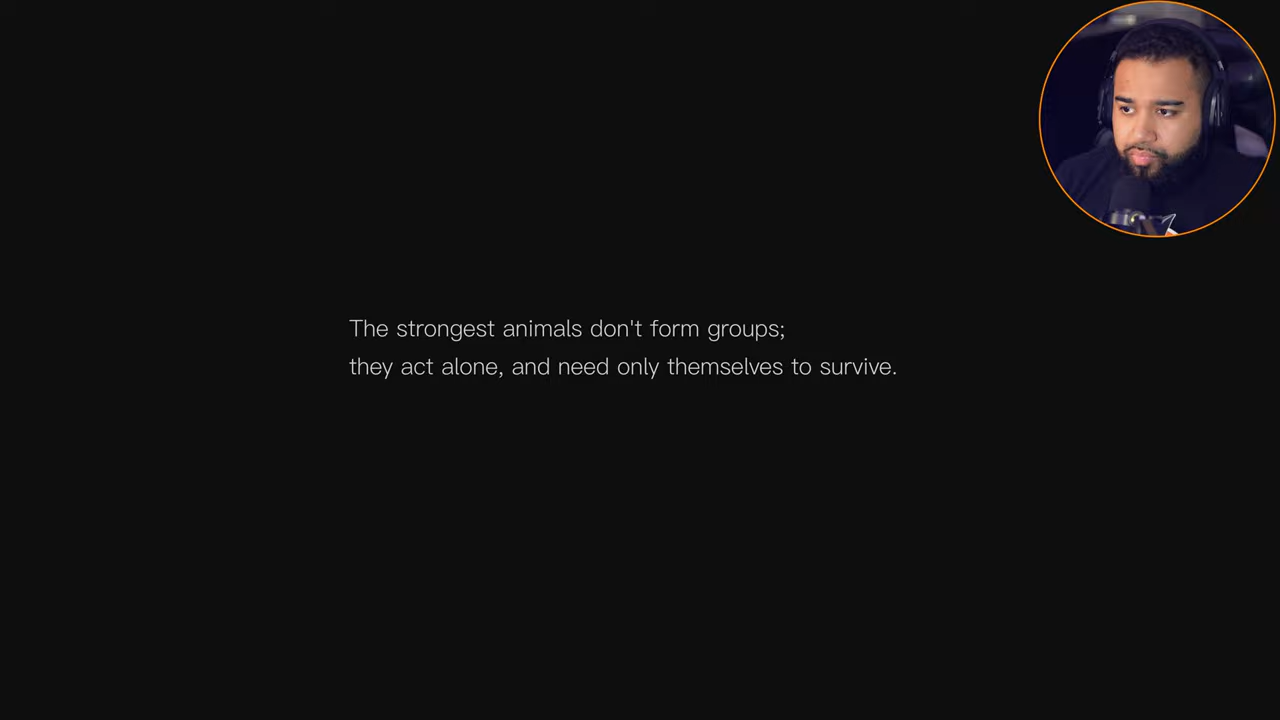 The strongest animals don't form groups;
they act alone, and need only themselves to survive.